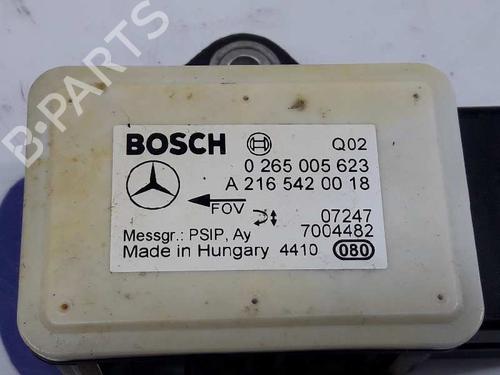 B-PARTS
BOSCH Q02
0 265 005 623
A 216 542 00 18
FOV 07247
Messgr.: PSIP, Ay 7004482
Made in Hungary 4410 080